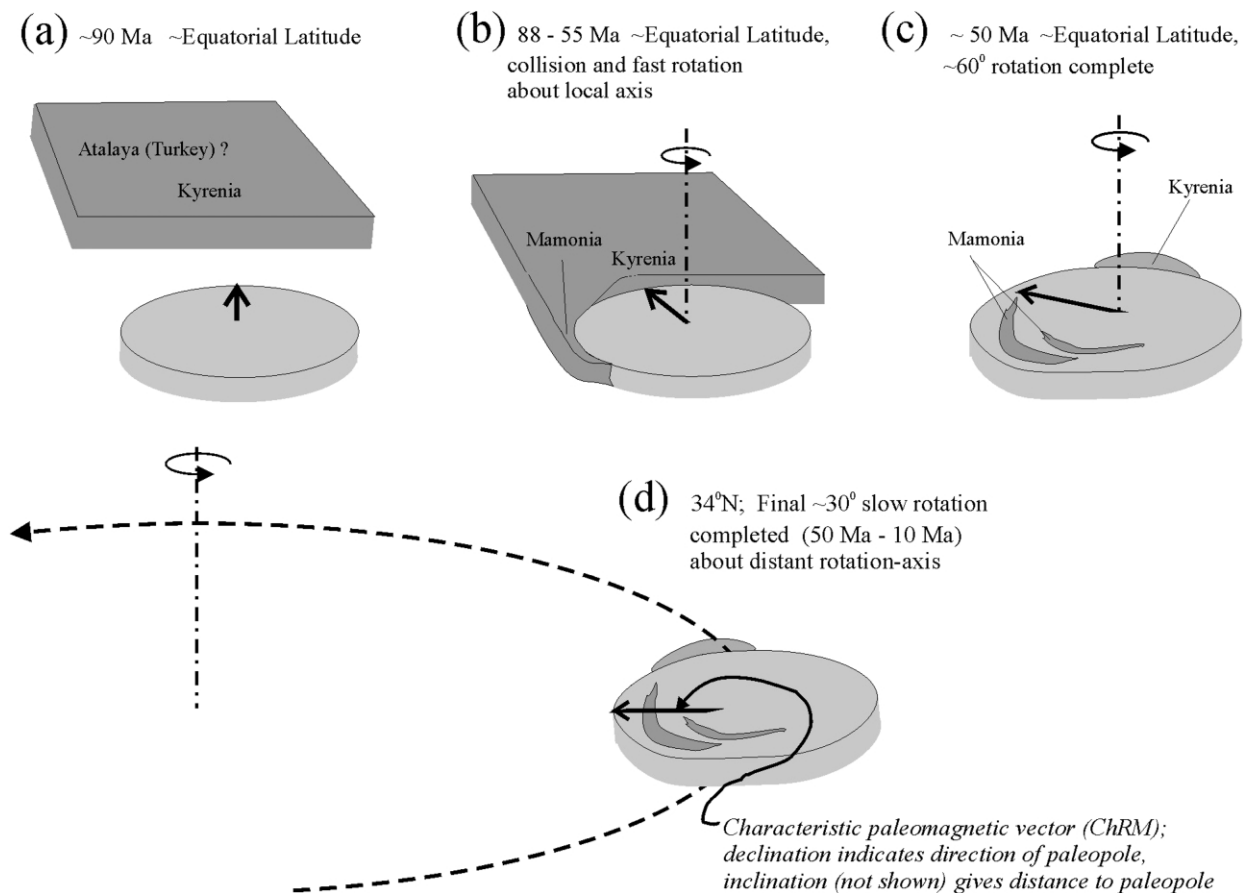 (a) ~90 Ma ~Equatorial Latitude
Atalaya (Turkey) ?
Kyrenia
(b) 88 - 55 Ma ~Equatorial Latitude,
collision and fast rotation
about local axis
Mamonia
Kyrenia
(c) ~ 50 Ma ~Equatorial Latitude,
~60⁰ rotation complete
Kyrenia
Mamonia
(d) 34⁰N; Final ~30⁰ slow rotation
completed (50 Ma - 10 Ma)
about distant rotation-axis
Characteristic paleomagnetic vector (ChRM);
declination indicates direction of paleopole,
inclination (not shown) gives distance to paleopole